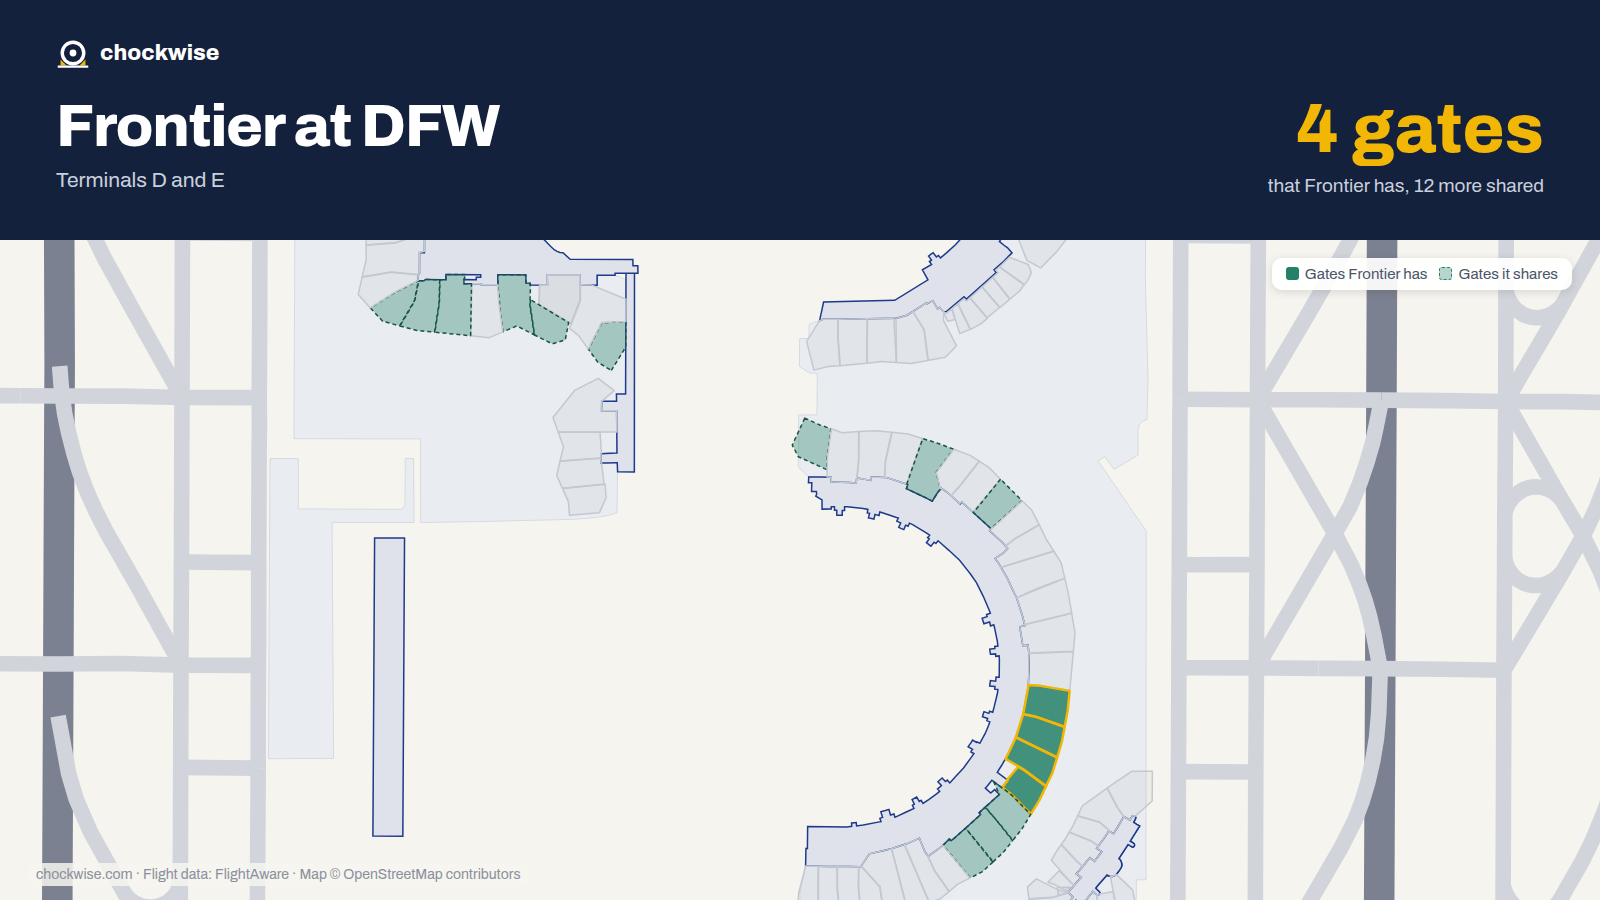 chockwise
Frontier at DFW
Terminals D and E
4 gates
that Frontier has, 12 more shared
Gates Frontier has
Gates it shares
chockwise.com · Flight data: FlightAware · Map © OpenStreetMap contributors